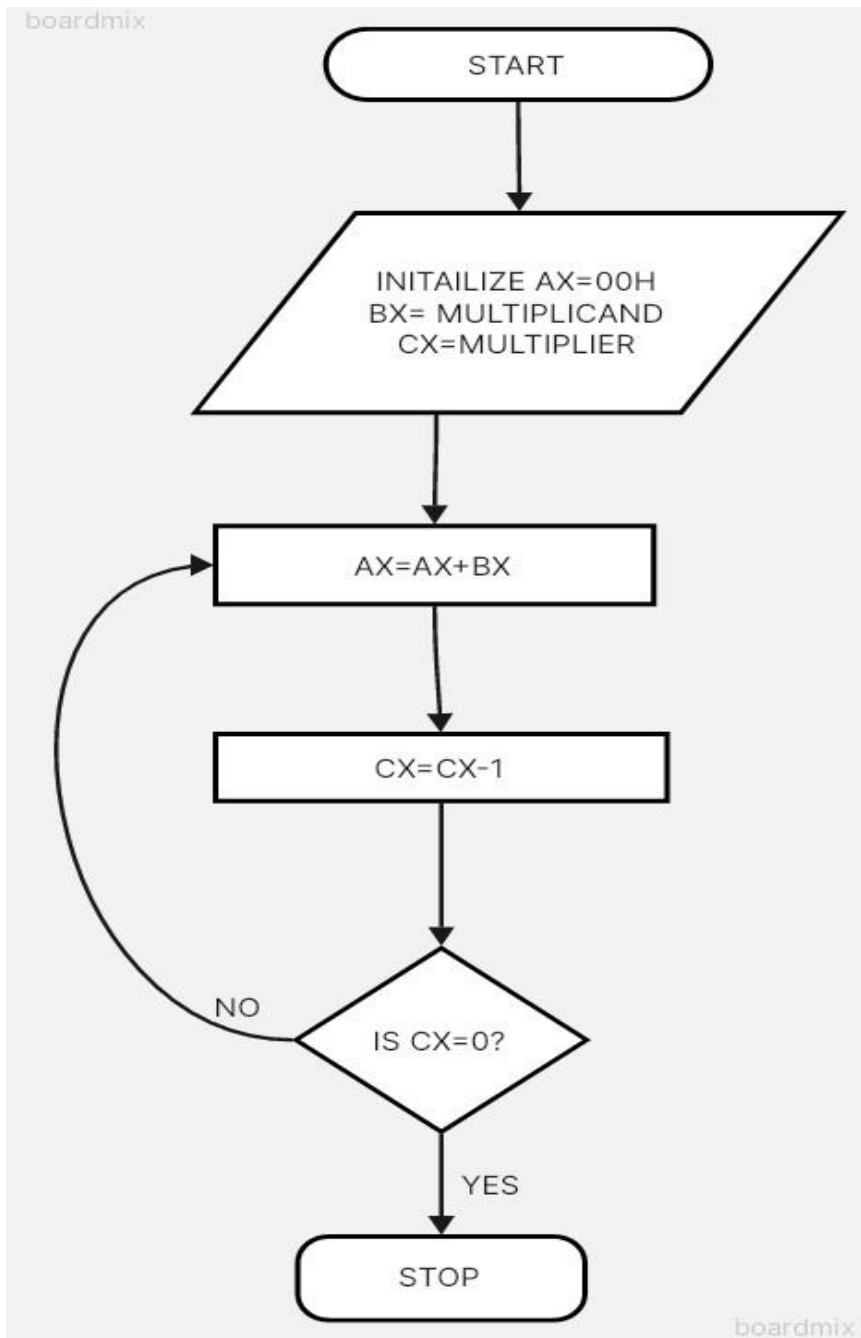 boardmix
START
INITAILIZE AX=00H
BX= MULTIPLICAND
CX=MULTIPLIER
AX=AX+BX
CX=CX-1
NO
IS CX=0?
YES
STOP
boardmix